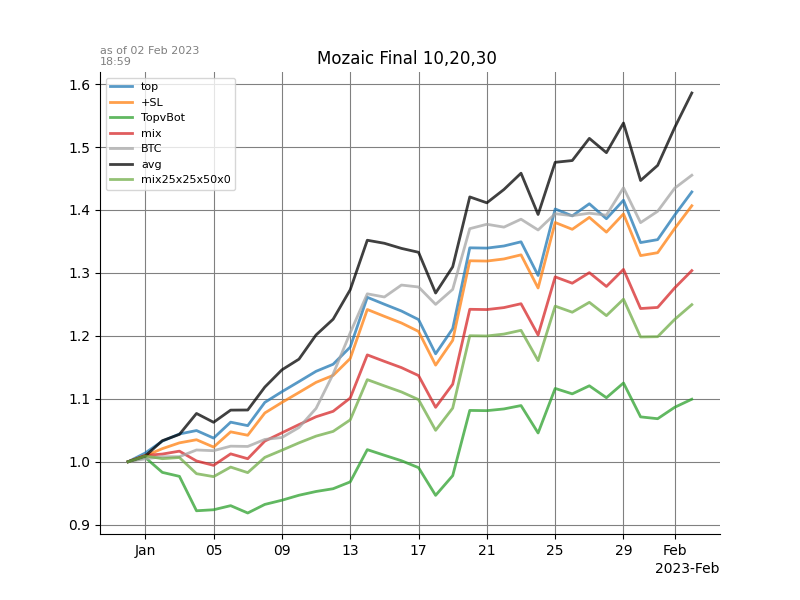 as of 02 Feb 2023
18:59
Mozaic Final 10,20,30
top
+SL
TopvBot
mix
BTC
avg
mix25x25x50x0
1.6
1.5
1.4
1.3
1.2
1.1
1.0
0.9
Jan 05 09 13 17 21 25 29 Feb
2023-Feb